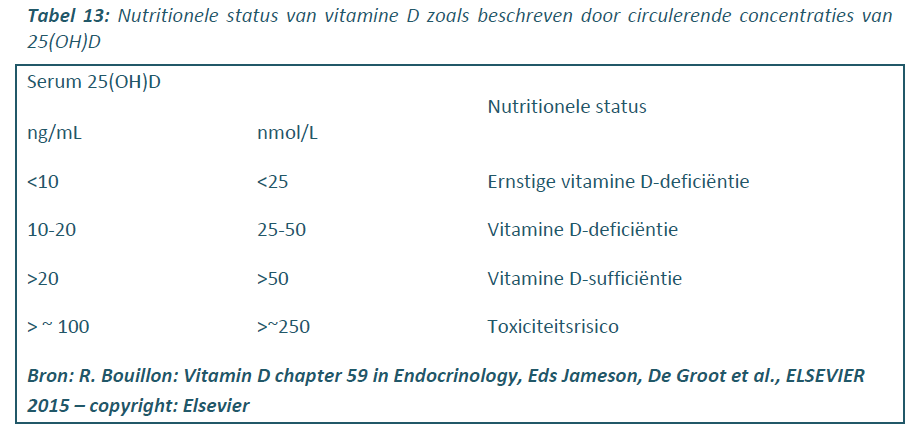 Tabel 13: Nutritionele status van vitamine D zoals beschreven door circulerende concentraties van
25(OH)D
Serum 25(OH)D
Nutritionele status
ng/mL nmol/L
<10 <25 Ernstige vitamine D-deficiëntie
10-20 25-50 Vitamine D-deficiëntie
>20 >50 Vitamine D-sufficiëntie
> ~ 100 >~250 Toxiciteitsrisico
Bron: R. Bouillon: Vitamin D chapter 59 in Endocrinology, Eds Jameson, De Groot et al., ELSEVIER
2015 – copyright: Elsevier